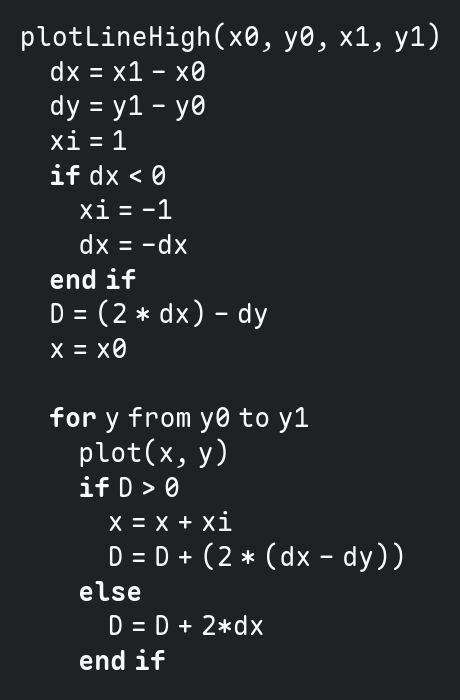 plotLineHigh(x0, y0, x1, y1)
  dx = x1 - x0
  dy = y1 - y0
  xi = 1
  if dx < 0
    xi = -1
    dx = -dx
  end if
  D = (2 * dx) - dy
  x = x0

  for y from y0 to y1
    plot(x, y)
    if D > 0
      x = x + xi
      D = D + (2 * (dx - dy))
    else
      D = D + 2*dx
    end if